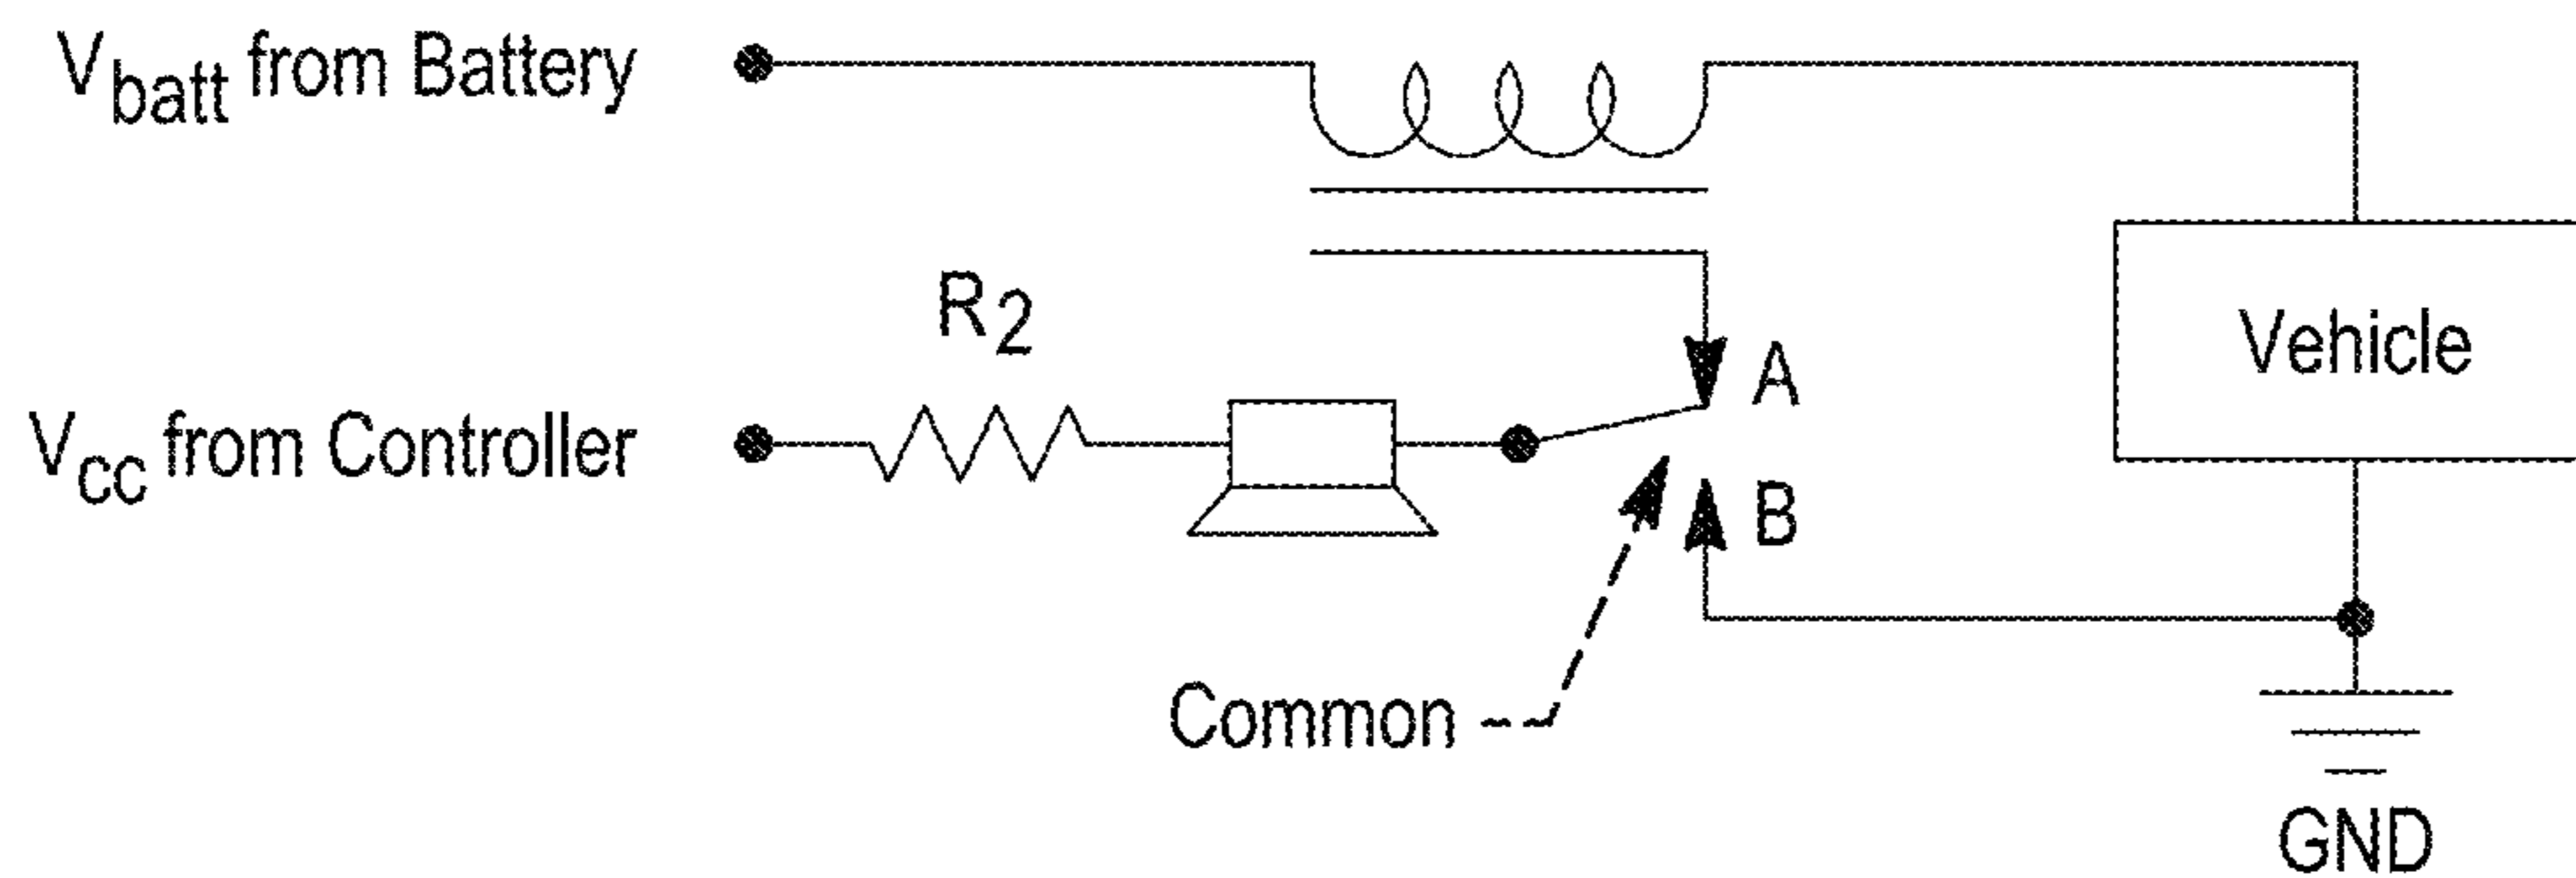 Vbatt from Battery
R2
A
Vehicle
Vcc from Controller
B
Common
GND